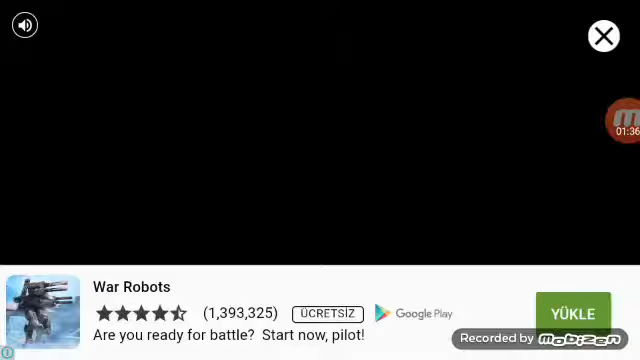 01:36
War Robots
(1,393,325) ÜCRETSİZ Google Play
Are you ready for battle? Start now, pilot!
YÜKLE
Recorded by mobizen